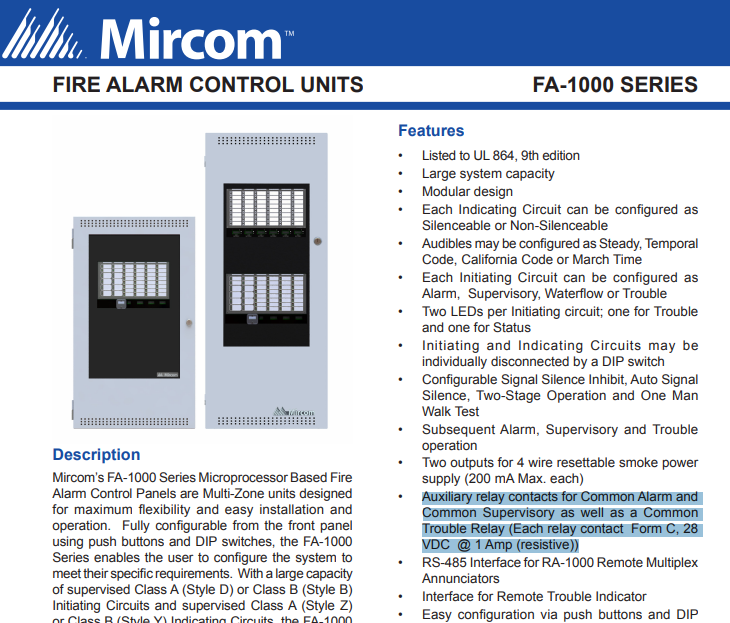 Mircom™
FIRE ALARM CONTROL UNITS
FA-1000 SERIES
Mircom
Description
Mircom's FA-1000 Series Microprocessor Based Fire
Alarm Control Panels are Multi-Zone units designed
for maximum flexibility and easy installation and
operation. Fully configurable from the front panel
using push buttons and DIP switches, the FA-1000
Series enables the user to configure the system to
meet their specific requirements. With a large capacity
of supervised Class A (Style D) or Class B (Style B)
Initiating Circuits and supervised Class A (Style Z)
or Class B (Style Y) Indicating Circuits, the FA-1000
Features
• Listed to UL 864, 9th edition
• Large system capacity
• Modular design
• Each Indicating Circuit can be configured as
Silenceable or Non-Silenceable
• Audibles may be configured as Steady, Temporal
Code, California Code or March Time
• Each Initiating Circuit can be configured as
Alarm, Supervisory, Waterflow or Trouble
• Two LEDs per Initiating circuit; one for Trouble
and one for Status
• Initiating and Indicating Circuits may be
individually disconnected by a DIP switch
• Configurable Signal Silence Inhibit, Auto Signal
Silence, Two-Stage Operation and One Man
Walk Test
• Subsequent Alarm, Supervisory and Trouble
operation
• Two outputs for 4 wire resettable smoke power
supply (200 mA Max. each)
• Auxiliary relay contacts for Common Alarm and
Common Supervisory as well as a Common
Trouble Relay (Each relay contact Form C, 28
VDC @ 1 Amp (resistive))
• RS-485 Interface for RA-1000 Remote Multiplex
Annunciators
• Interface for Remote Trouble Indicator
• Easy configuration via push buttons and DIP